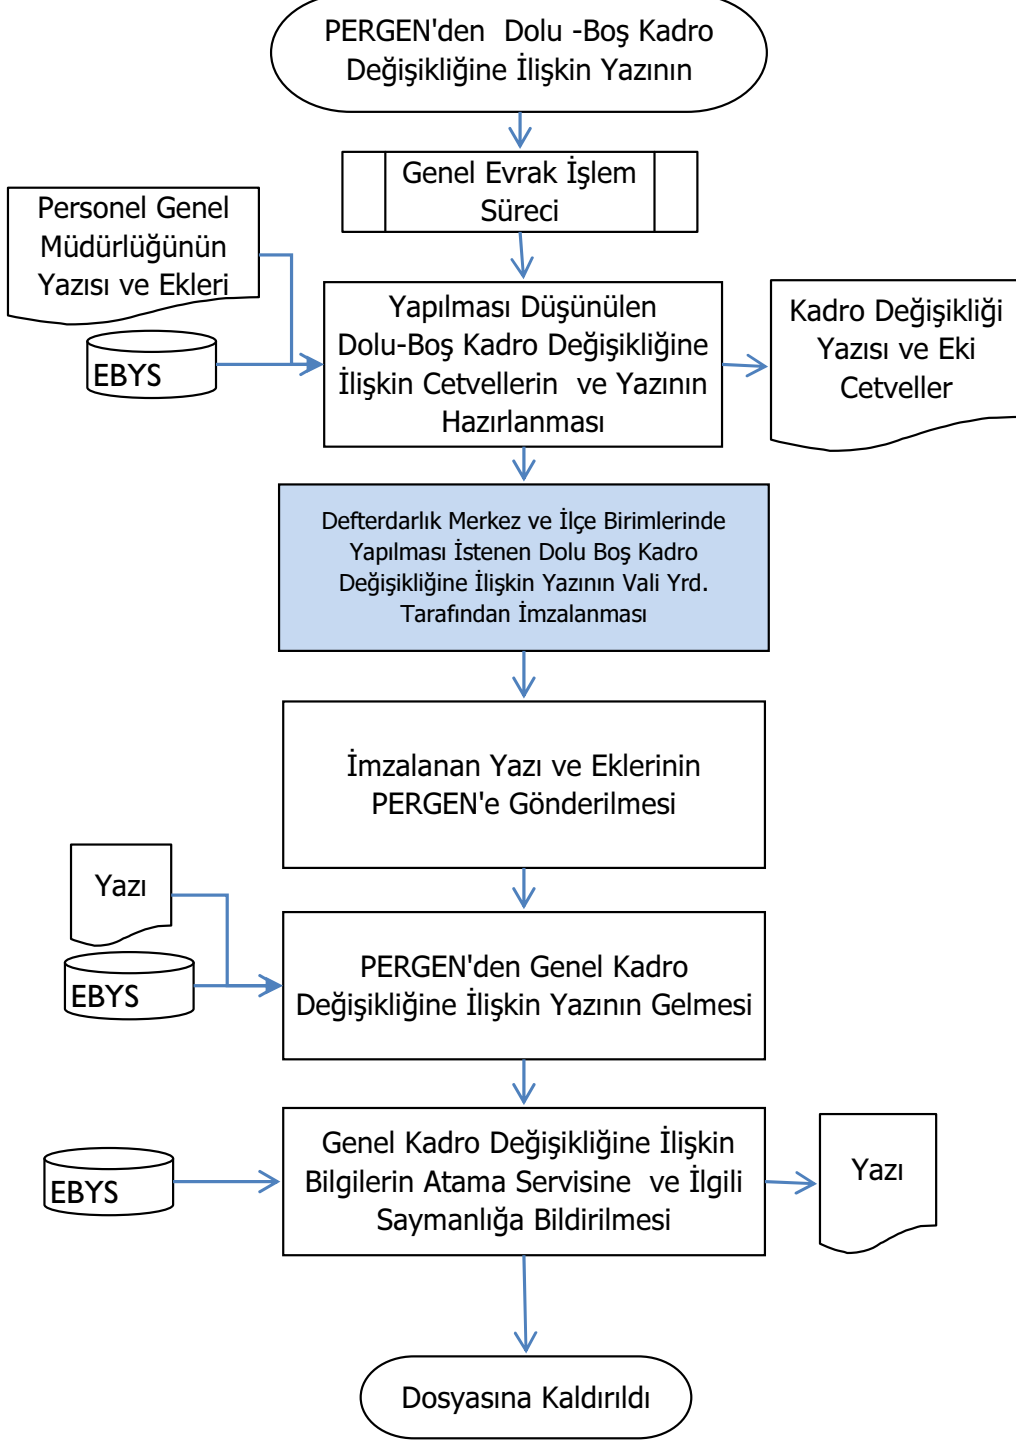 PERGEN'den  Dolu -Boş Kadro
Değişikliğine İlişkin Yazının
Genel Evrak İşlem
Süreci
Personel Genel
Müdürlüğünün
Yazısı ve Ekleri
EBYS
Yapılması Düşünülen
Dolu-Boş Kadro Değişikliğine
İlişkin Cetvellerin  ve Yazının
Hazırlanması
Kadro Değişikliği
Yazısı ve Eki
Cetveller
Defterdarlık Merkez ve İlçe Birimlerinde
Yapılması İstenen Dolu Boş Kadro
Değişikliğine İlişkin Yazının Vali Yrd.
Tarafından İmzalanması
İmzalanan Yazı ve Eklerinin
PERGEN'e Gönderilmesi
Yazı
EBYS
PERGEN'den Genel Kadro
Değişikliğine İlişkin Yazının Gelmesi
EBYS
Genel Kadro Değişikliğine İlişkin
Bilgilerin Atama Servisine  ve İlgili
Saymanlığa Bildirilmesi
Yazı
Dosyasına Kaldırıldı